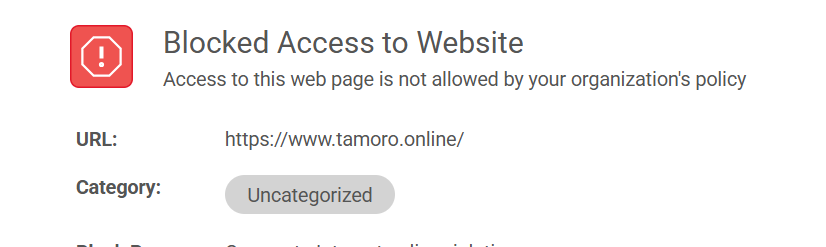 Blocked Access to Website
Access to this web page is not allowed by your organization's policy
URL: https://www.tamoro.online/
Category: Uncategorized